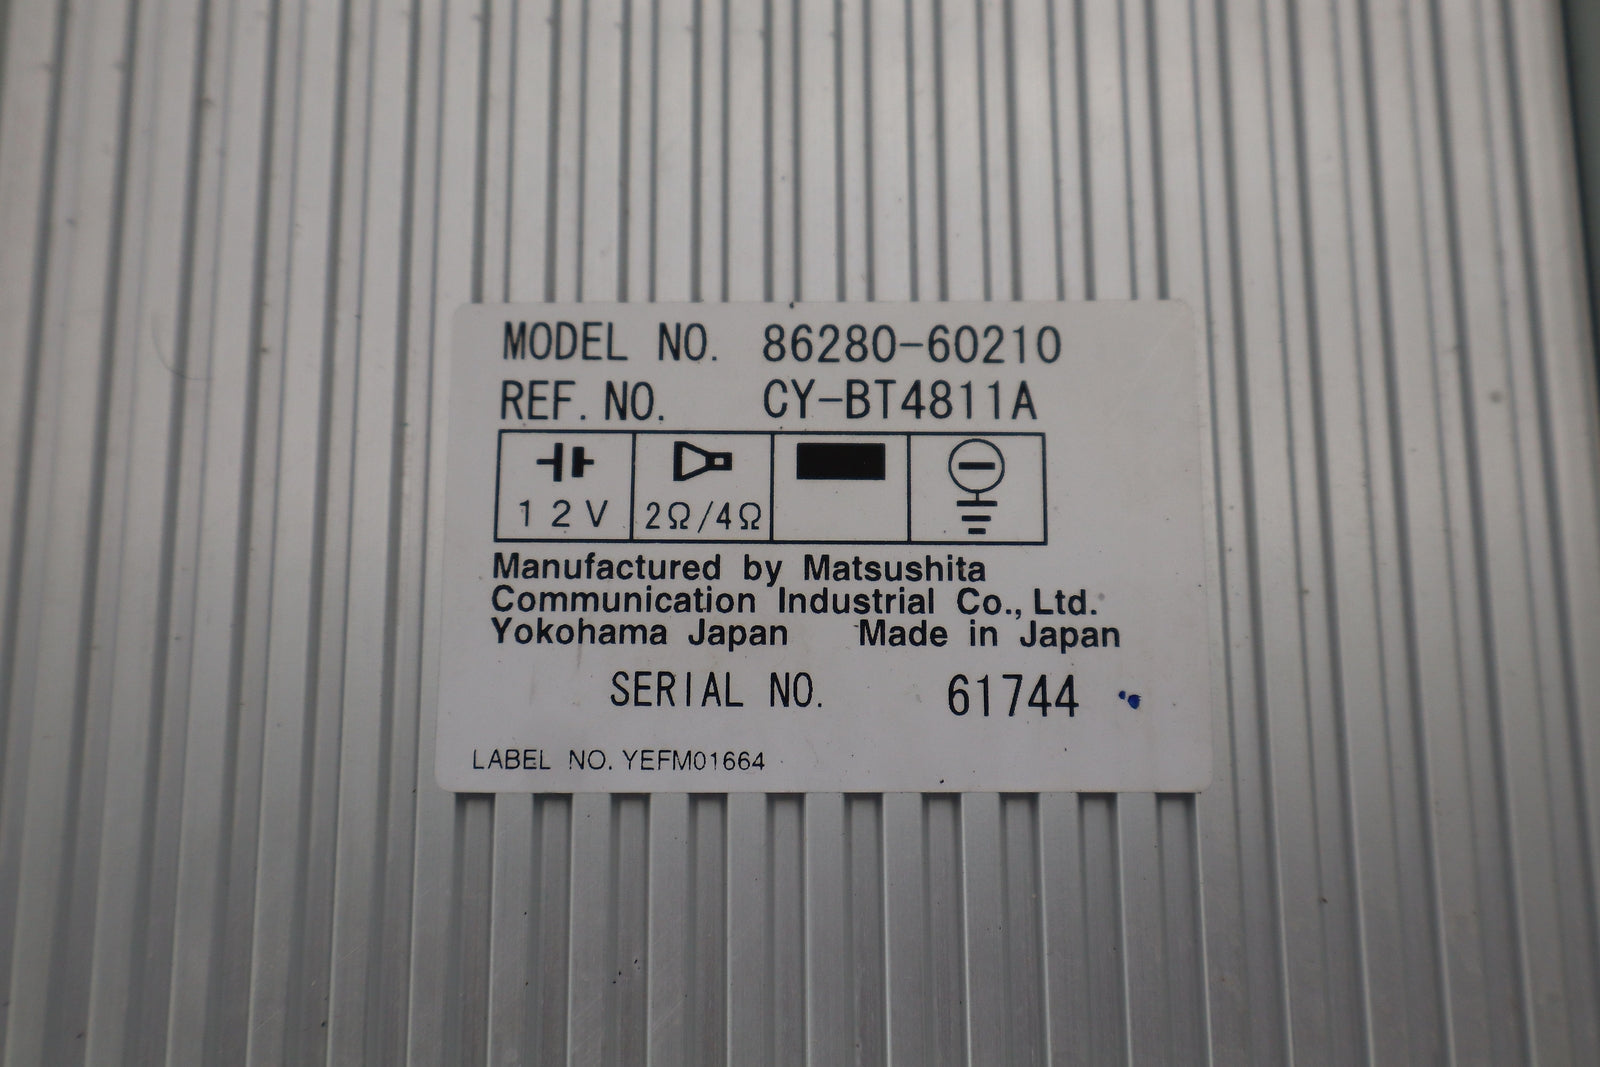 MODEL NO. 86280-60210
REF. NO. CY-BT4811A
12V 2Ω/4Ω
Manufactured by Matsushita
Communication Industrial Co., Ltd.
Yokohama Japan Made in Japan
SERIAL NO. 61744
LABEL NO. YEFM01664